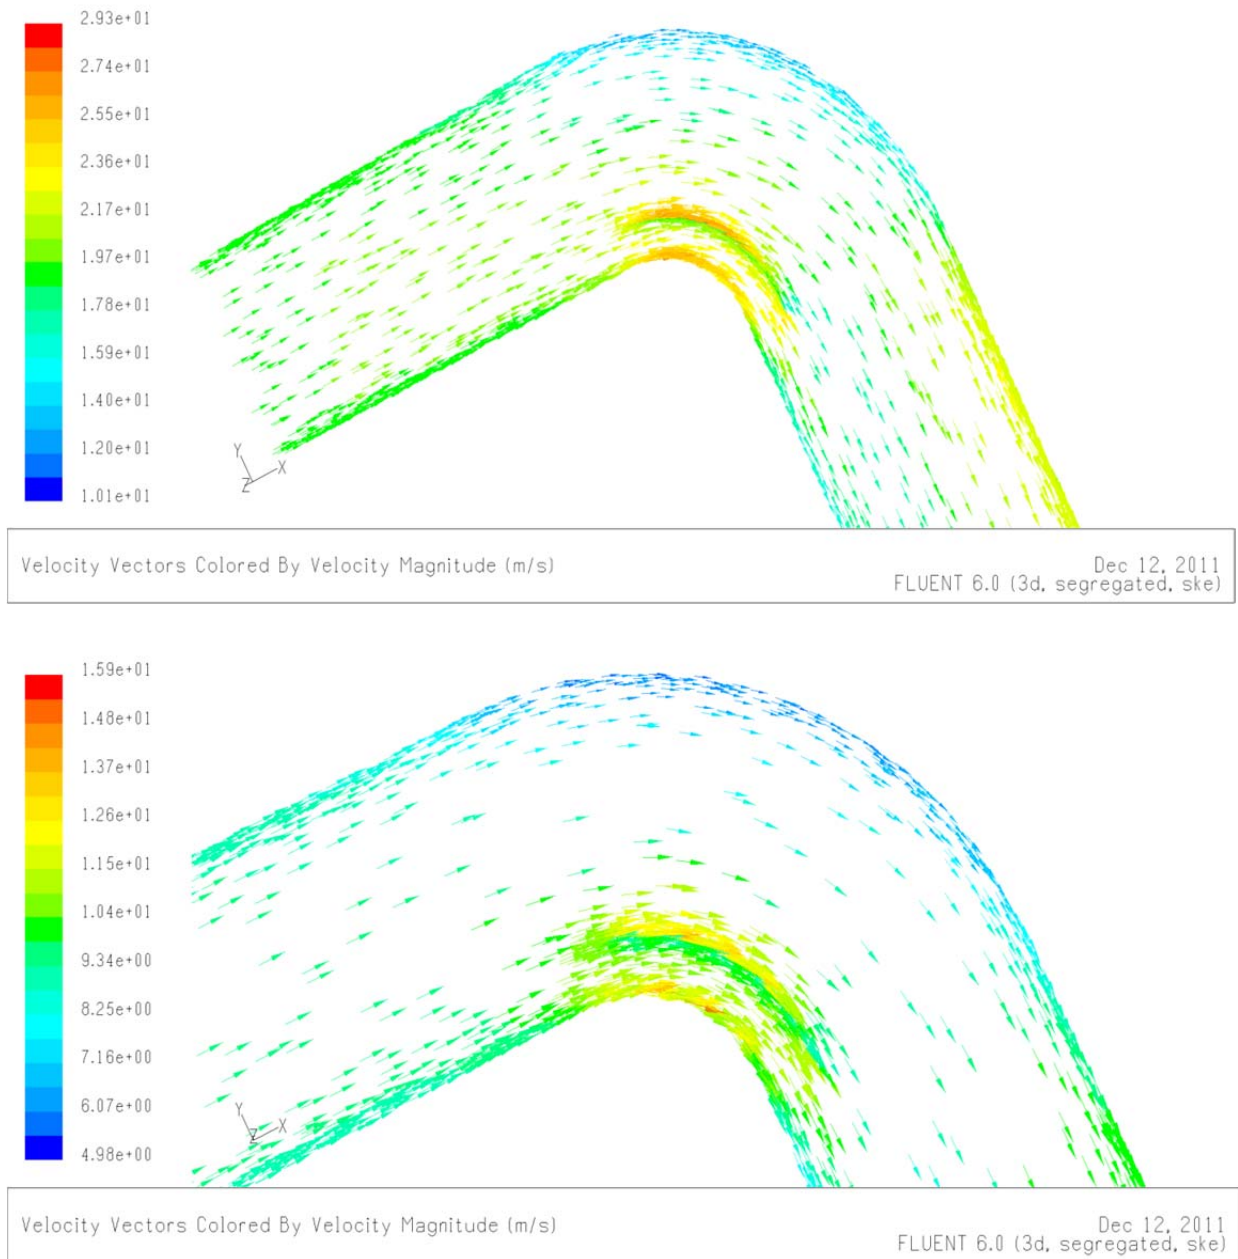 2.93e+01
2.74e+01
2.55e+01
2.36e+01
2.17e+01
1.97e+01
1.78e+01
1.59e+01
1.40e+01
1.20e+01
1.01e+01
Y
X
Z
Velocity Vectors Colored By Velocity Magnitude (m/s)
Dec 12, 2011
FLUENT 6.0 (3d, segregated, ske)
1.59e+01
1.48e+01
1.37e+01
1.26e+01
1.15e+01
1.04e+01
9.34e+00
8.25e+00
7.16e+00
6.07e+00
4.98e+00
Y
X
Z
Velocity Vectors Colored By Velocity Magnitude (m/s)
Dec 12, 2011
FLUENT 6.0 (3d, segregated, ske)